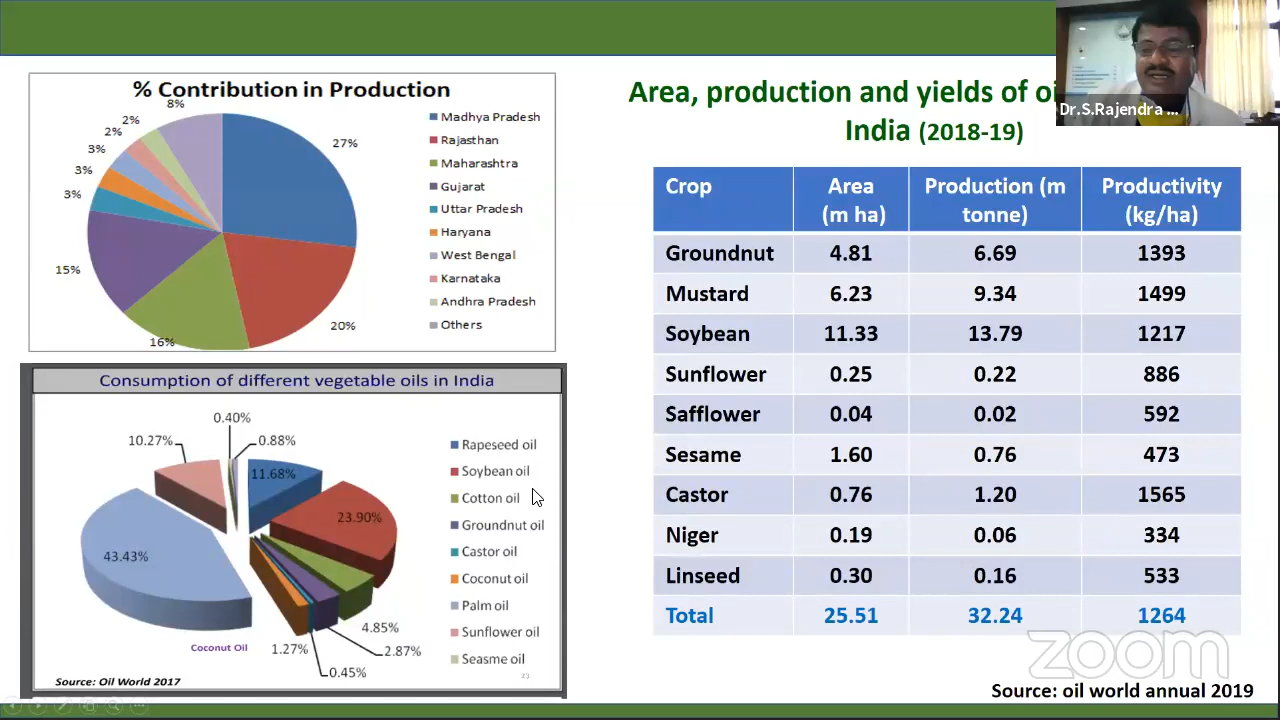 % Contribution in Production
8%
2%
2%
3%
3%
3%
15%
16%
20%
27%
Madhya Pradesh
Rajasthan
Maharashtra
Gujarat
Uttar Pradesh
Haryana
West Bengal
Karnataka
Andhra Pradesh
Others
Consumption of different vegetable oils in India
0.40%
10.27%
0.88%
11.68%
23.90%
43.43%
4.85%
2.87%
1.27%
0.45%
Coconut Oil
Rapeseed oil
Soybean oil
Cotton oil
Groundnut oil
Castor oil
Coconut oil
Palm oil
Sunflower oil
Seasme oil
Source: Oil World 2017
23
Area, production and yields of
India (2018-19)
Dr.S.Rajendra ...
Crop Area (m ha) Production (m tonne) Productivity (kg/ha)
Groundnut 4.81 6.69 1393
Mustard 6.23 9.34 1499
Soybean 11.33 13.79 1217
Sunflower 0.25 0.22 886
Safflower 0.04 0.02 592
Sesame 1.60 0.76 473
Castor 0.76 1.20 1565
Niger 0.19 0.06 334
Linseed 0.30 0.16 533
Total 25.51 32.24 1264
zoom
Source: oil world annual 2019